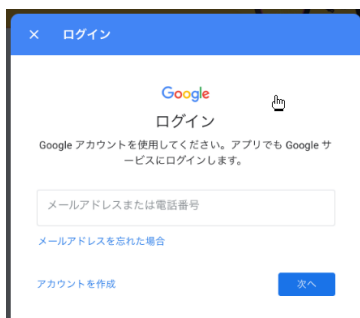 × ログイン
Google
ログイン
Google アカウントを使用してください。アプリでも Google サ
ービスにログインします。
メールアドレスまたは電話番号
メールアドレスを忘れた場合
アカウントを作成
次へ